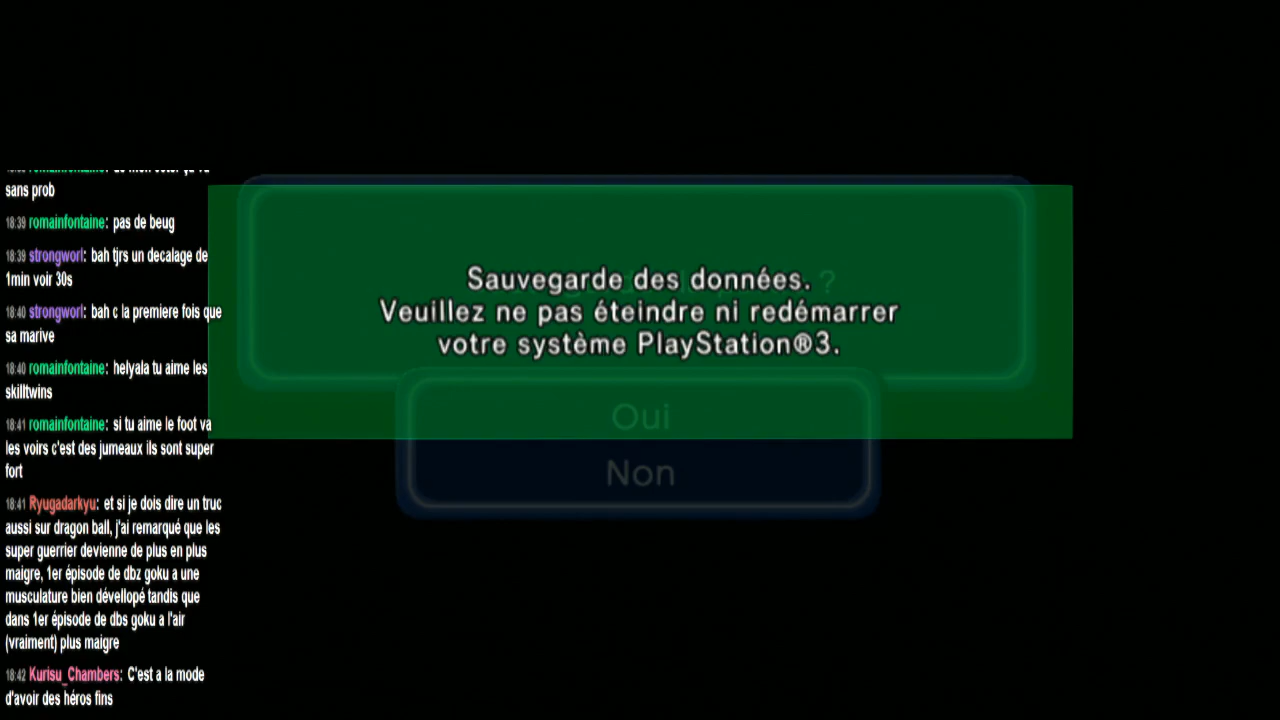 sans prob
18:39 romainfontaine: pas de beug
18:39 strongworl: bah tjrs un decalage de
1min voir 30s
18:40 strongworl: bah c la premiere fois que
sa marive
18:40 romainfontaine: helyala tu aime les
skilltwins
18:41 romainfontaine: si tu aime le foot va
les voirs c'est des jumeaux ils sont super
fort
18:41 Ryugadarkyu: et si je dois dire un truc
aussi sur dragon ball, j'ai remarqué que les
super guerrier devienne de plus en plus
maigre, 1er épisode de dbz goku a une
musculature bien dévellopé tandis que
dans 1er épisode de dbs goku a l'air
(vraiment) plus maigre
18:42 Kurisu_Chambers: C'est a la mode
d'avoir des héros fins
Sauvegarde des données. ?
Veuillez ne pas éteindre ni redémarrer
votre système PlayStation®3.
Oui
Non